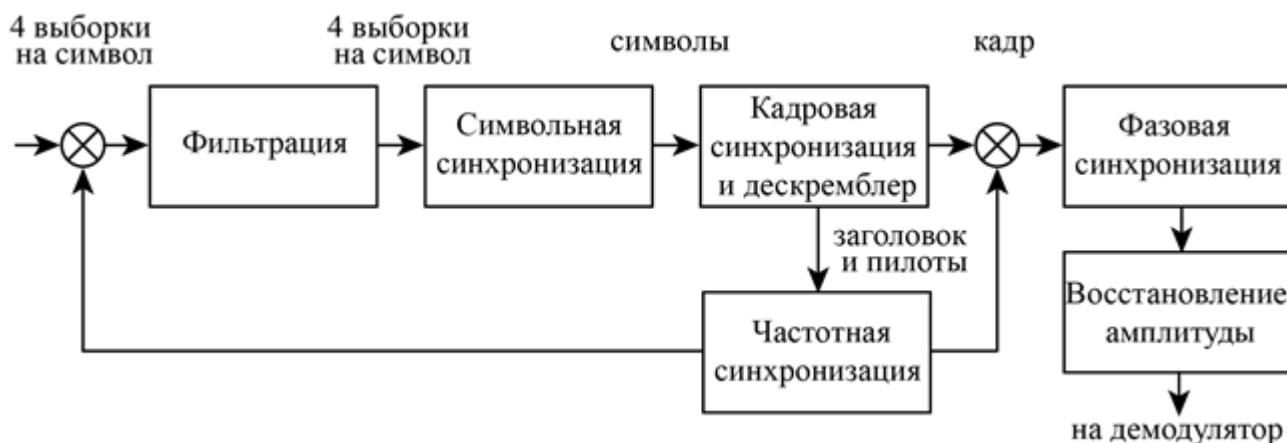 4 выборки
на символ
4 выборки
на символ
символы
кадр
Фильтрация
Символьная
синхронизация
Кадровая
синхронизация
и дескремблер
Фазовая
синхронизация
заголовок
и пилоты
Частотная
синхронизация
Восстановление
амплитуды
на демодулятор